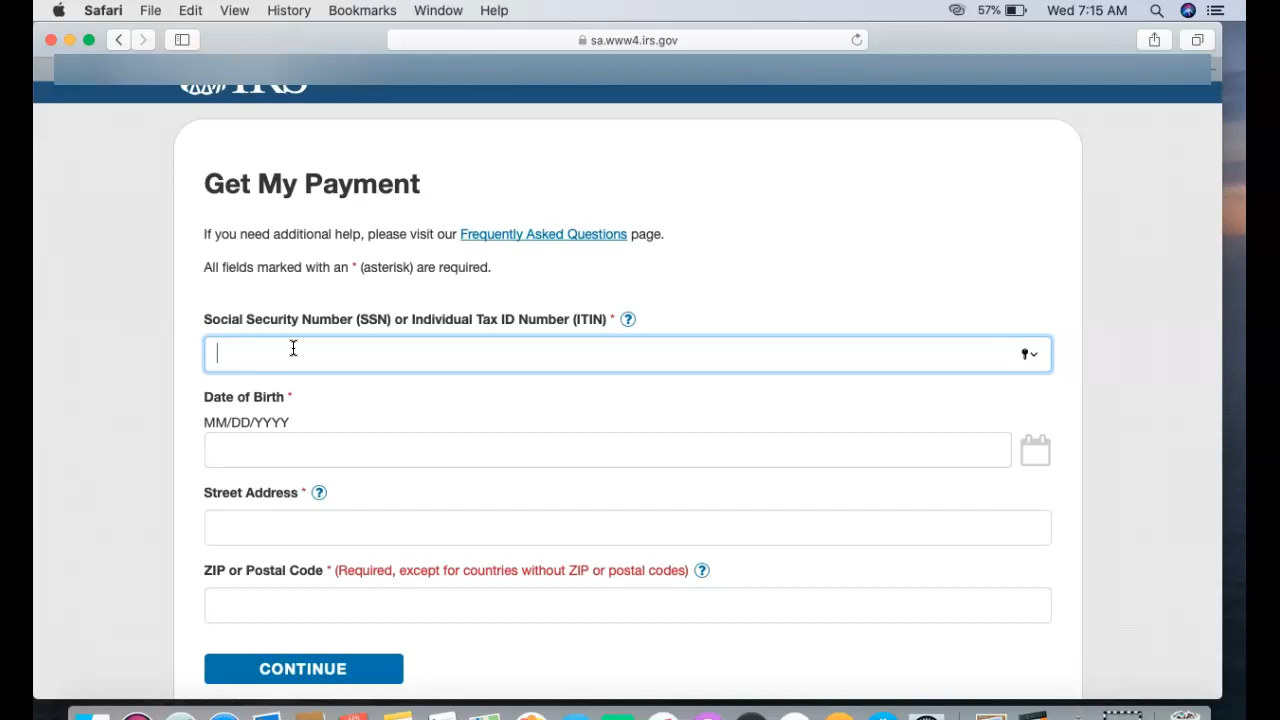 Safari File Edit View History Bookmarks Window Help 57% Wed 7:15 AM
sa.www4.irs.gov
IRS
Get My Payment
If you need additional help, please visit our Frequently Asked Questions page.
All fields marked with an * (asterisk) are required.
Social Security Number (SSN) or Individual Tax ID Number (ITIN) * ?
Date of Birth *
MM/DD/YYYY
Street Address * ?
ZIP or Postal Code * (Required, except for countries without ZIP or postal codes) ?
CONTINUE